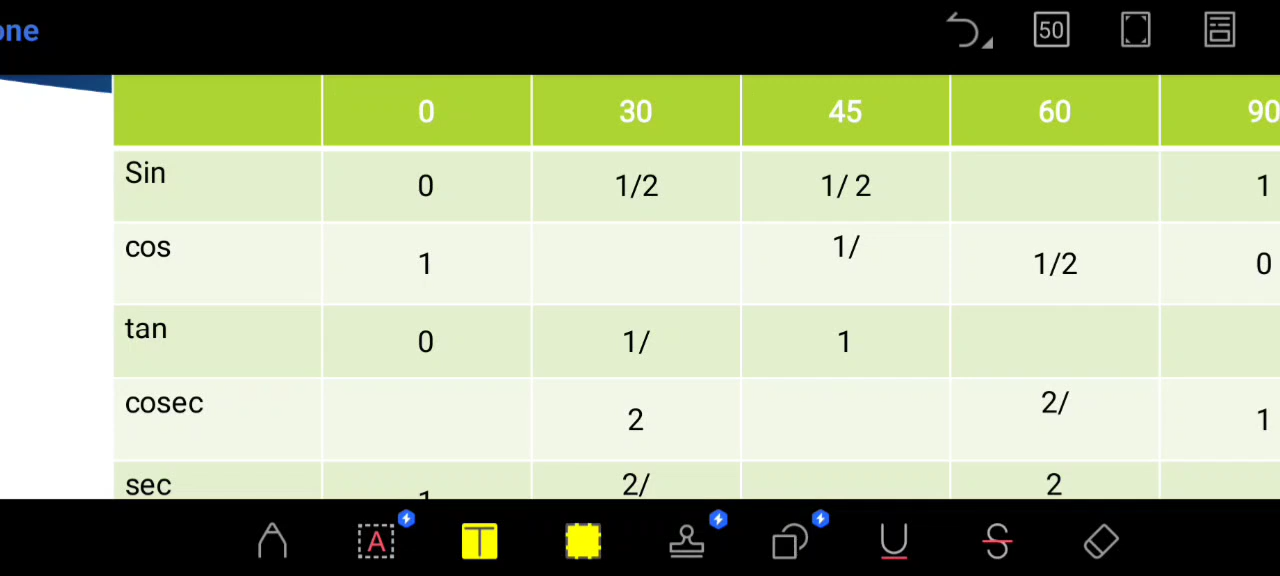 one
50
0 30 45 60 90
Sin 0 1/2 1/ 2 1
cos 1 1/ 1/2 0
tan 0 1/ 1
cosec 2 2/ 1
sec 1 2/ 2
A T U S